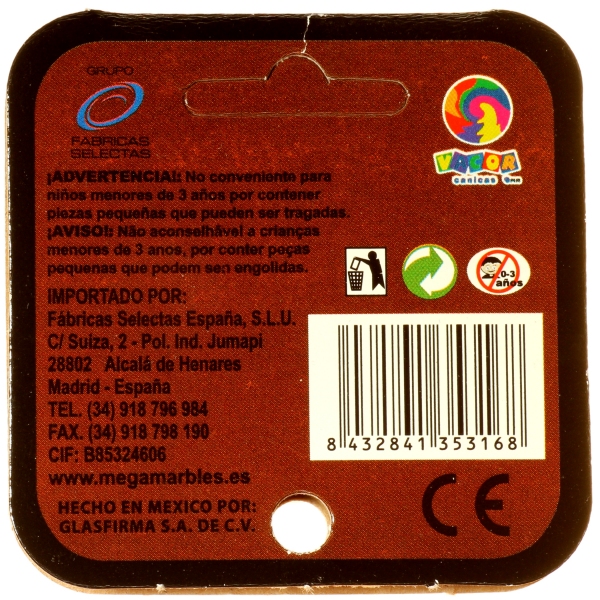 GRUPO
FÁBRICAS
SELECTAS
VACOR
canicas
¡ADVERTENCIA!: No conveniente para
niños menores de 3 años por contener
piezas pequeñas que pueden ser tragadas.
¡AVISO!: Não aconselhável a crianças
menores de 3 anos, por conter peças
pequenas que podem sen engolidas.
0-3
años
IMPORTADO POR:
Fábricas Selectas España, S.L.U.
C/ Suiza, 2 - Pol. Ind. Jumapi
28802 Alcalá de Henares
Madrid - España
TEL. (34) 918 796 984
FAX. (34) 918 798 190
CIF: B85324606
www.megamarbles.es
8 432841 353168
HECHO EN MEXICO POR:
GLASFIRMA S.A. DE C.V.
CE